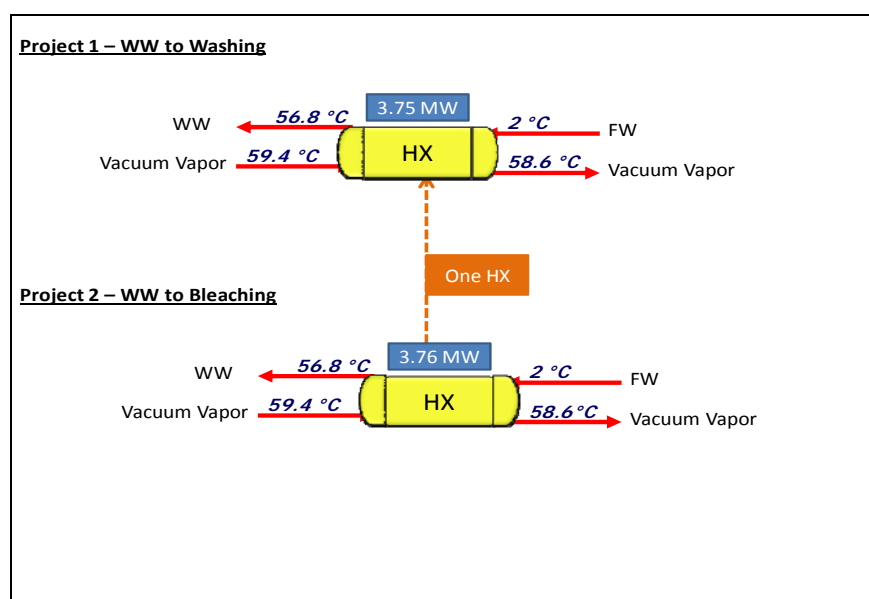 Project 1 – WW to Washing
3.75 MW
WW
56.8 °C
2 °C
FW
HX
Vacuum Vapor
59.4 °C
58.6 °C
Vacuum Vapor
One HX
Project 2 – WW to Bleaching
3.76 MW
WW
56.8 °C
2 °C
FW
HX
Vacuum Vapor
59.4 °C
58.6°C
Vacuum Vapor